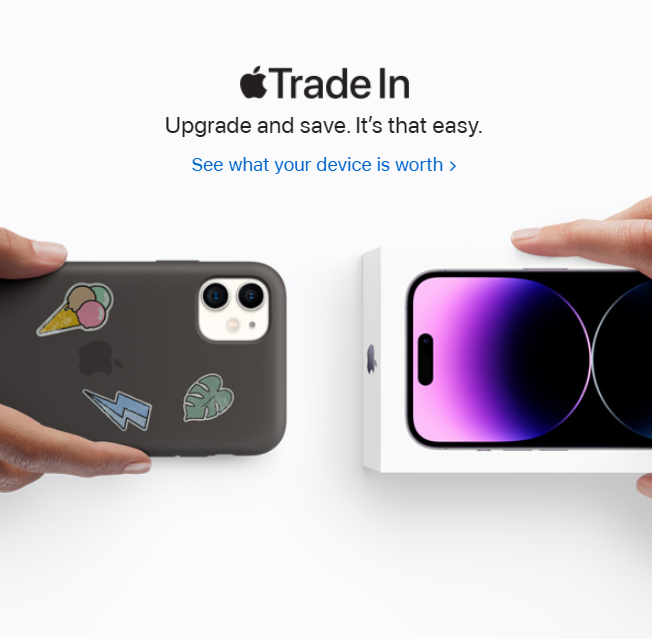 Trade In
Upgrade and save. It's that easy.
See what your device is worth >